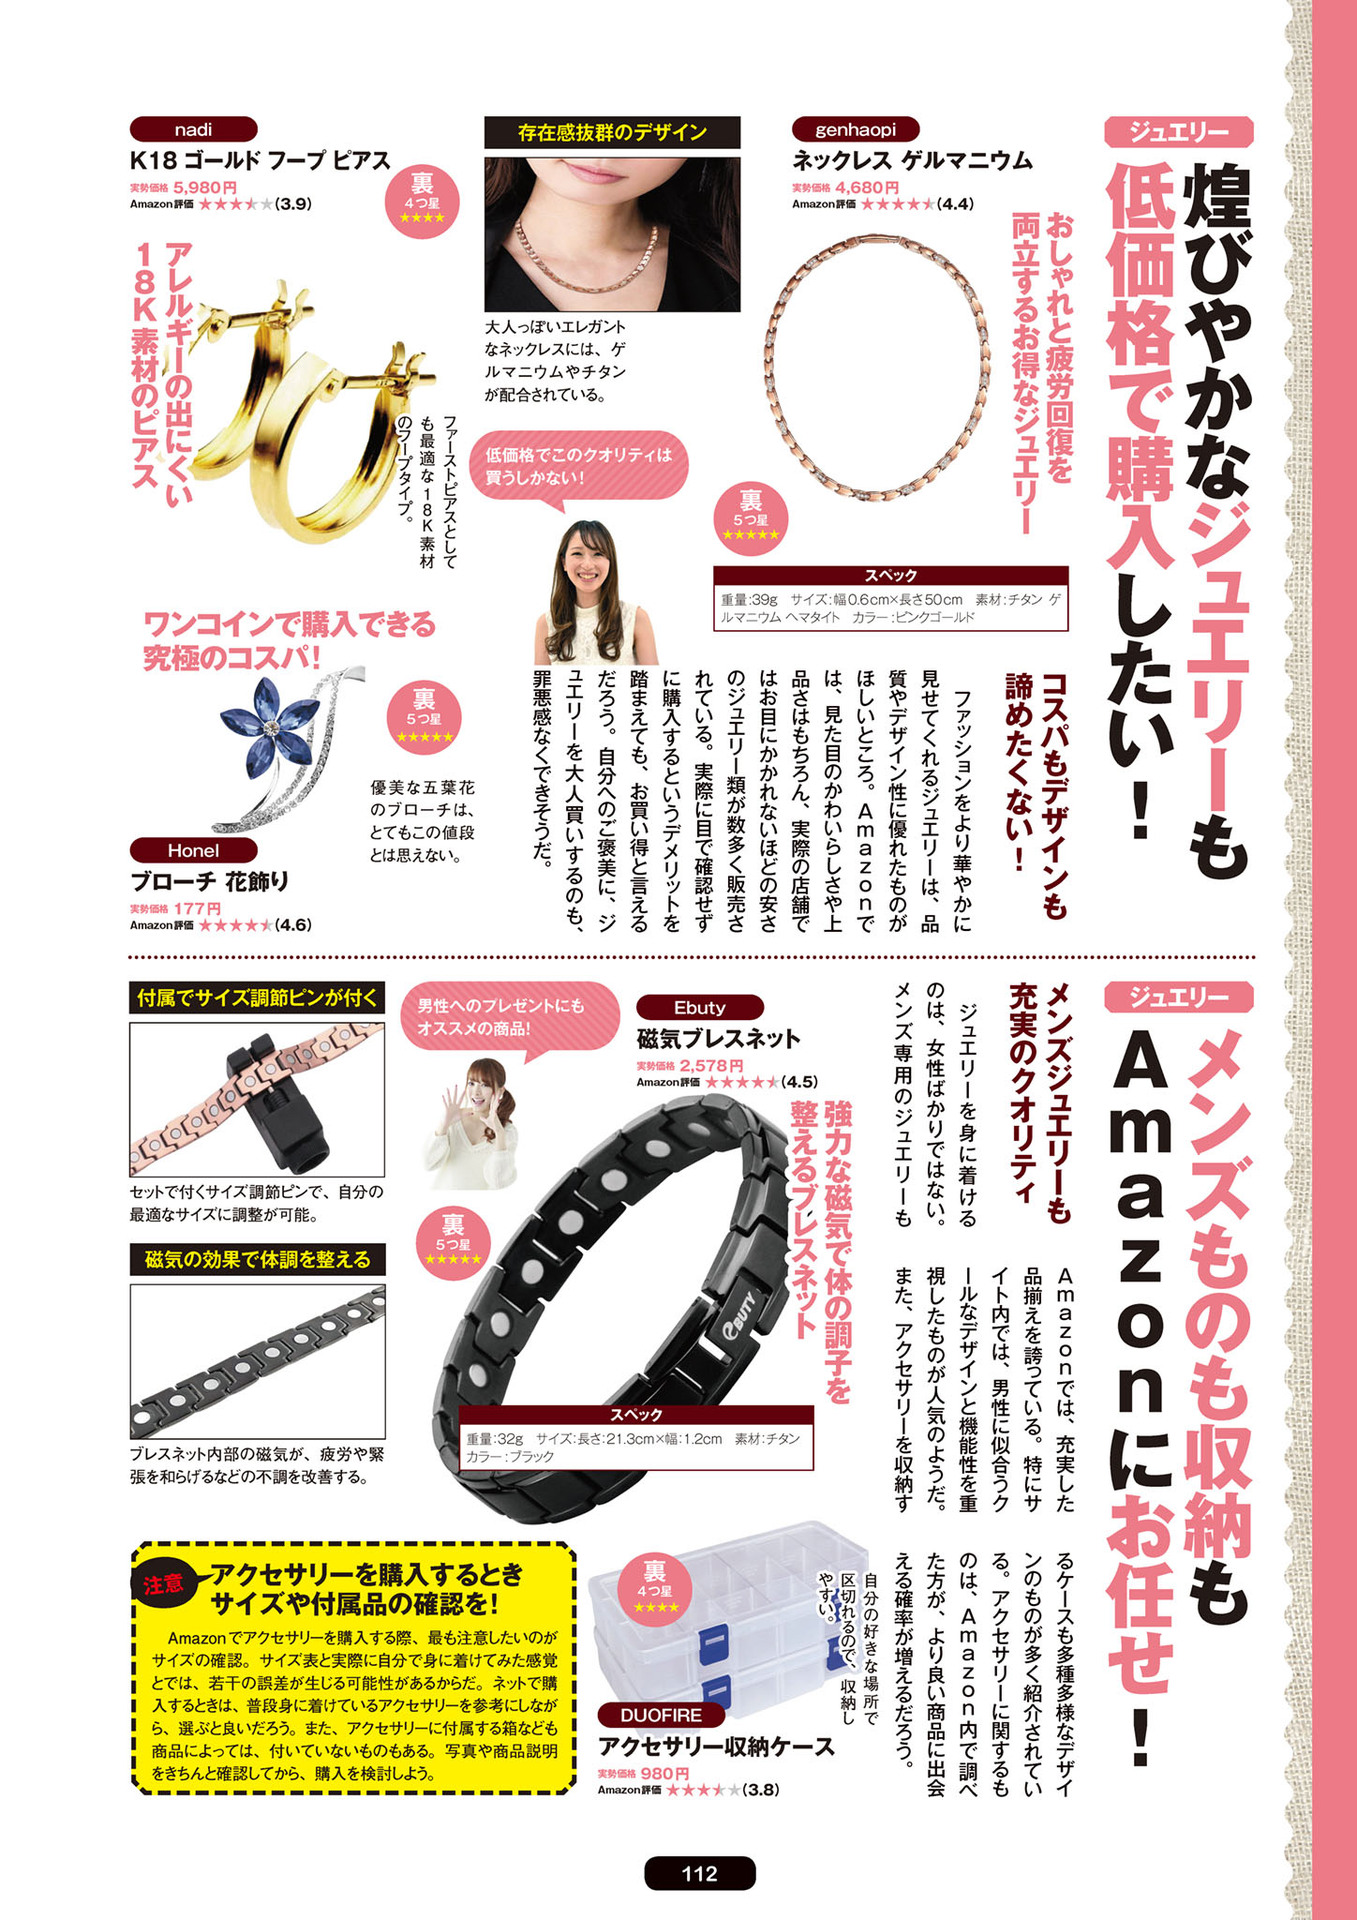 ジュエリー
煌びやかなジュエリーも
低価格で購入したい！
genhaopi
ネックレス ゲルマニウム
実勢価格 4,680円
Amazon評価 ★★★★★(4.4)
おしゃれと疲労回復を
両立するお得なジュエリー
裏
5つ星
★★★★★
スペック
重量:39g　サイズ:幅0.6cm×長さ50cm　素材:チタン ゲ
ルマニウム ヘマタイト　カラー:ピンクゴールド
存在感抜群のデザイン
大人っぽいエレガント
なネックレスには、ゲ
ルマニウムやチタン
が配合されている。
低価格でこのクオリティは
買うしかない!
nadi
K18 ゴールド フープ ピアス
実勢価格 5,980円
Amazon評価 ★★★★★(3.9)
裏
4つ星
★★★★
アレルギーの出にくい
18K素材のピアス
ファーストピアスとして
も最適な18K素材
のフープタイプ。
ワンコインで購入できる
究極のコスパ!
裏
5つ星
★★★★★
優美な五葉花
のブローチは、
とてもこの値段
とは思えない。
Honel
ブローチ 花飾り
実勢価格 177円
Amazon評価 ★★★★★(4.6)
コスパもデザインも
諦めたくない！
ファッションをより華やかに
見せてくれるジュエリーは、品
質やデザイン性に優れたものが
ほしいところ。Amazonで
は、見た目のかわいらしさや上
品さはもちろん、実際の店舗で
はお目にかかれないほどの安さ
のジュエリー類が数多く販売さ
れている。実際に目で確認せず
に購入するというデメリットを
踏まえても、お買い得と言える
だろう。自分へのご褒美に、ジ
ュエリーを大人買いするのも、
罪悪感なくできそうだ。
ジュエリー
メンズものも収納も
Amazonにお任せ！
メンズジュエリーも
充実のクオリティ
ジュエリーを身に着ける
のは、女性ばかりではない。
メンズ専用のジュエリーも
Amazonでは、充実した
品揃えを誇っている。特にサ
イト内では、男性に似合うク
ールなデザインと機能性を重
視したものが人気のようだ。
また、アクセサリーを収納す
るケースも多種多様なデザイ
ンのものが多く紹介されてい
る。アクセサリーに関するも
のは、Amazon内で調べ
た方が、より良い商品に出会
える確率が増えるだろう。
Ebuty
磁気ブレスネット
実勢価格 2,578円
Amazon評価 ★★★★★(4.5)
強力な磁気で体の調子を
整えるブレスネット
男性へのプレゼントにも
オススメの商品!
裏
5つ星
★★★★★
EBUTY
スペック
重量:32g　サイズ:長さ:21.3cm×幅:1.2cm　素材:チタン
カラー:ブラック
付属でサイズ調節ピンが付く
セットで付くサイズ調節ピンで、自分の
最適なサイズに調整が可能。
磁気の効果で体調を整える
ブレスネット内部の磁気が、疲労や緊
張を和らげるなどの不調を改善する。
注意
アクセサリーを購入するとき
サイズや付属品の確認を!
Amazonでアクセサリーを購入する際、最も注意したいのが
サイズの確認。サイズ表と実際に自分で身に着けてみた感覚
とでは、若干の誤差が生じる可能性があるからだ。ネットで購
入するときは、普段身に着けているアクセサリーを参考にしなが
ら、選ぶと良いだろう。また、アクセサリーに付属する箱なども
商品によっては、付いていないものもある。写真や商品説明
をきちんと確認してから、購入を検討しよう。
裏
4つ星
★★★★
自分の好きな場所で
区切れるので、収納し
やすい。
DUOFIRE
アクセサリー収納ケース
実勢価格 980円
Amazon評価 ★★★★★(3.8)
112